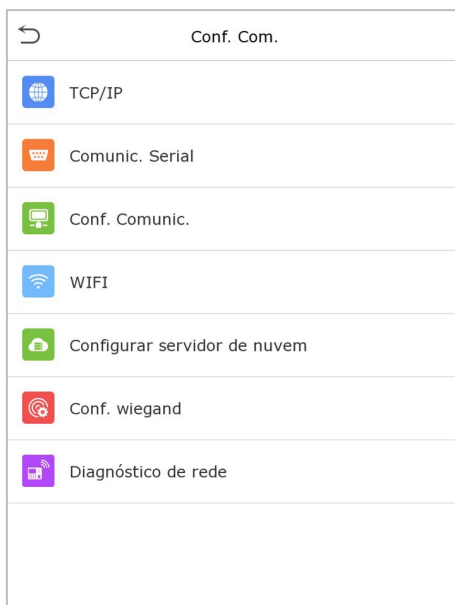 Conf. Com.
TCP/IP
Comunic. Serial
Conf. Comunic.
WIFI
Configurar servidor de nuvem
Conf. wiegand
Diagnóstico de rede